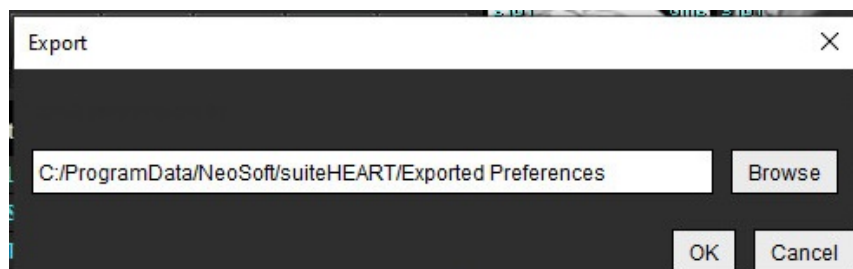 Export
C:/ProgramData/NeoSoft/suiteHEART/Exported Preferences
Browse
OK
Cancel